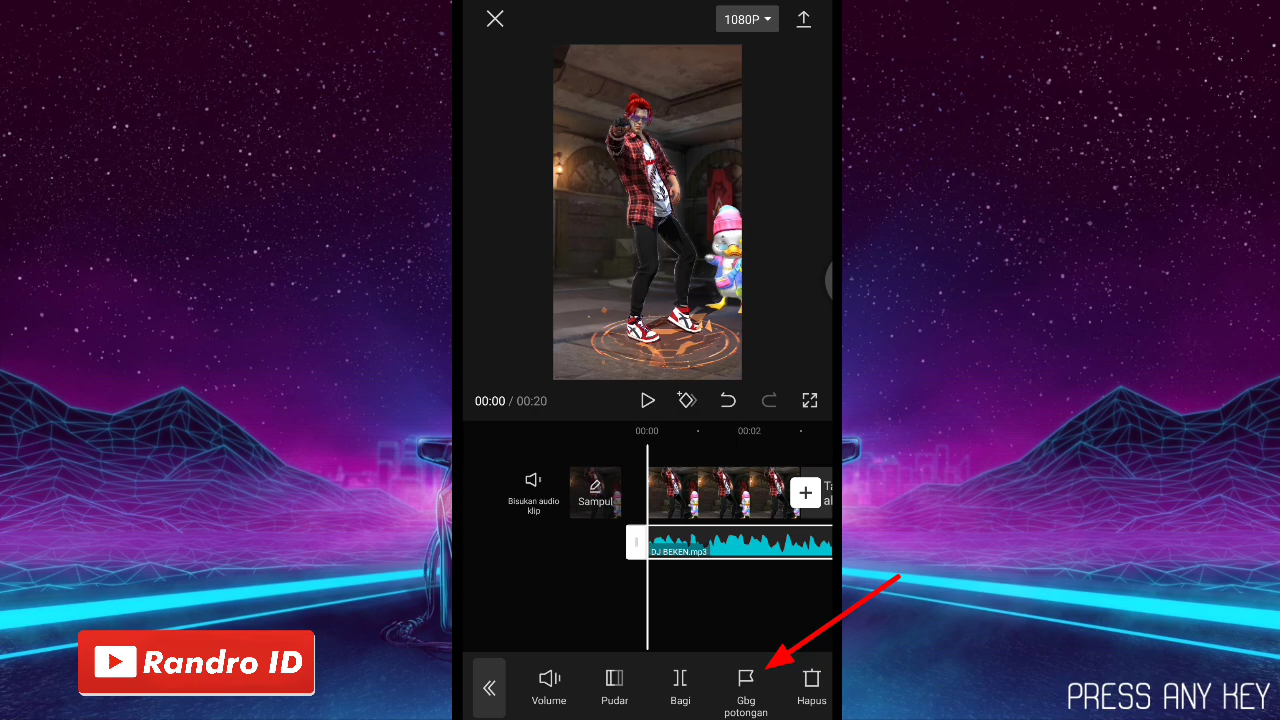 1080P
00:00 / 00:20
00:00
00:02
Bisukan audio
klip
Sampul
DJ BEKEN.mp3
Volume
Pudar
Bagi
Gbg
potongan
Hapus
Randro ID
PRESS ANY KEY